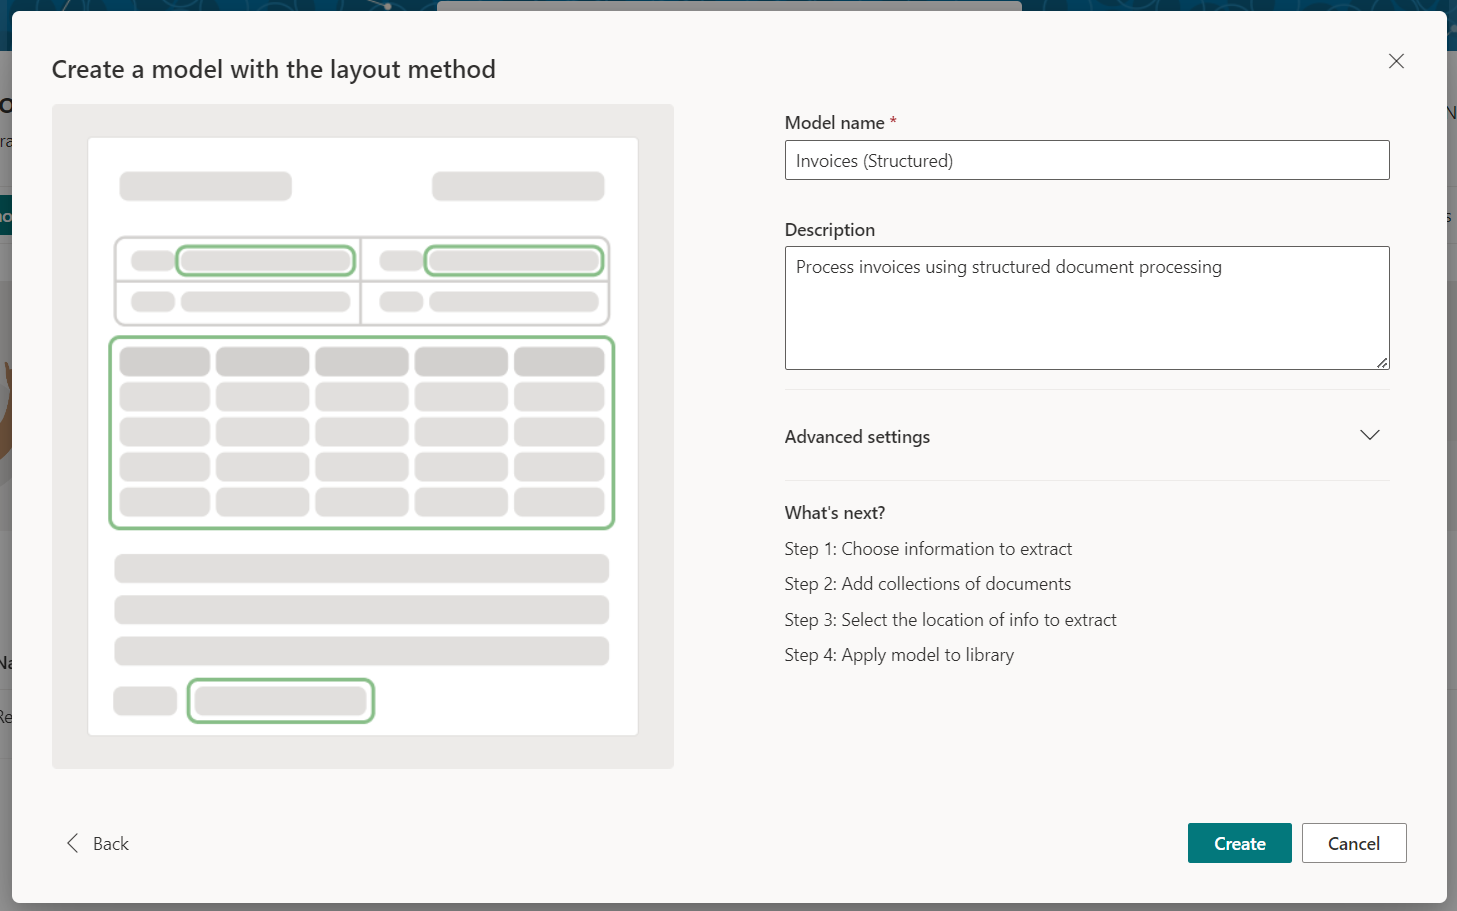 Create a model with the layout method
Model name *
Invoices (Structured)
Description
Process invoices using structured document processing
Advanced settings
What's next?
Step 1: Choose information to extract
Step 2: Add collections of documents
Step 3: Select the location of info to extract
Step 4: Apply model to library
Back
Create
Cancel